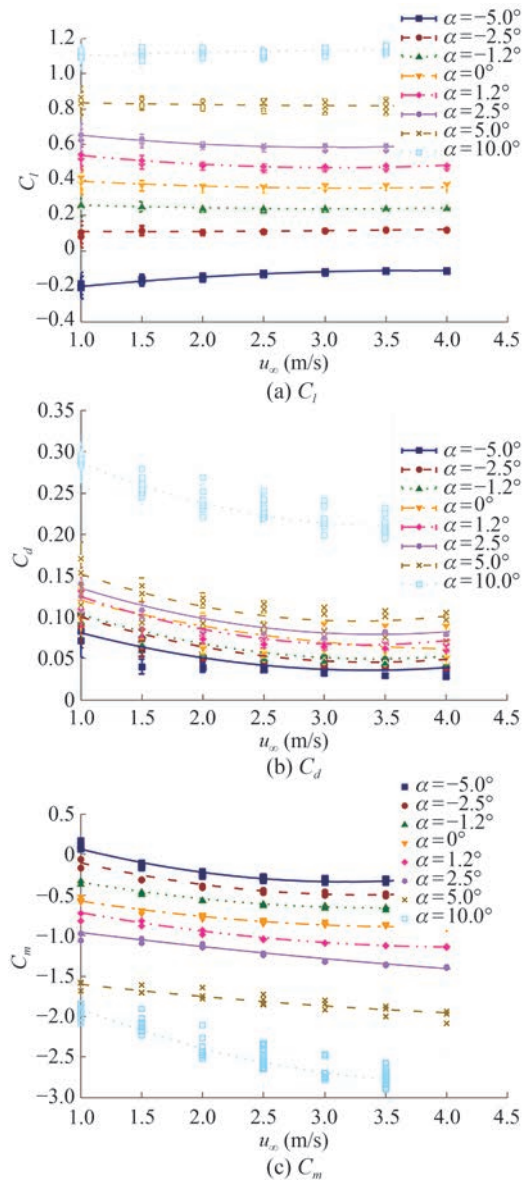 1.2
1.0
0.8
0.6
0.4
0.2
0
−0.2
−0.4
C_l
1.0 1.5 2.0 2.5 3.0 3.5 4.0
u_∞ (m/s)
α=−5.0°
α=−2.5°
α=−1.2°
α=0°
α=1.2°
α=2.5°
α=5.0°
α=10.0°
(a) C_l
0.35
0.30
0.25
0.20
0.15
0.10
0.05
0
C_d
1.0 1.5 2.0 2.5 3.0 3.5 4.0
u_∞ (m/s)
α=−5.0°
α=−2.5°
α=−1.2°
α=0°
α=1.2°
α=2.5°
α=5.0°
α=10.0°
(b) C_d
0.5
0
−0.5
−1.0
−1.5
−2.0
−2.5
−3.0
C_m
1.0 1.5 2.0 2.5 3.0 3.5 4.0
u_∞ (m/s)
α=−5.0°
α=−2.5°
α=−1.2°
α=0°
α=1.2°
α=2.5°
α=5.0°
α=10.0°
(c) C_m